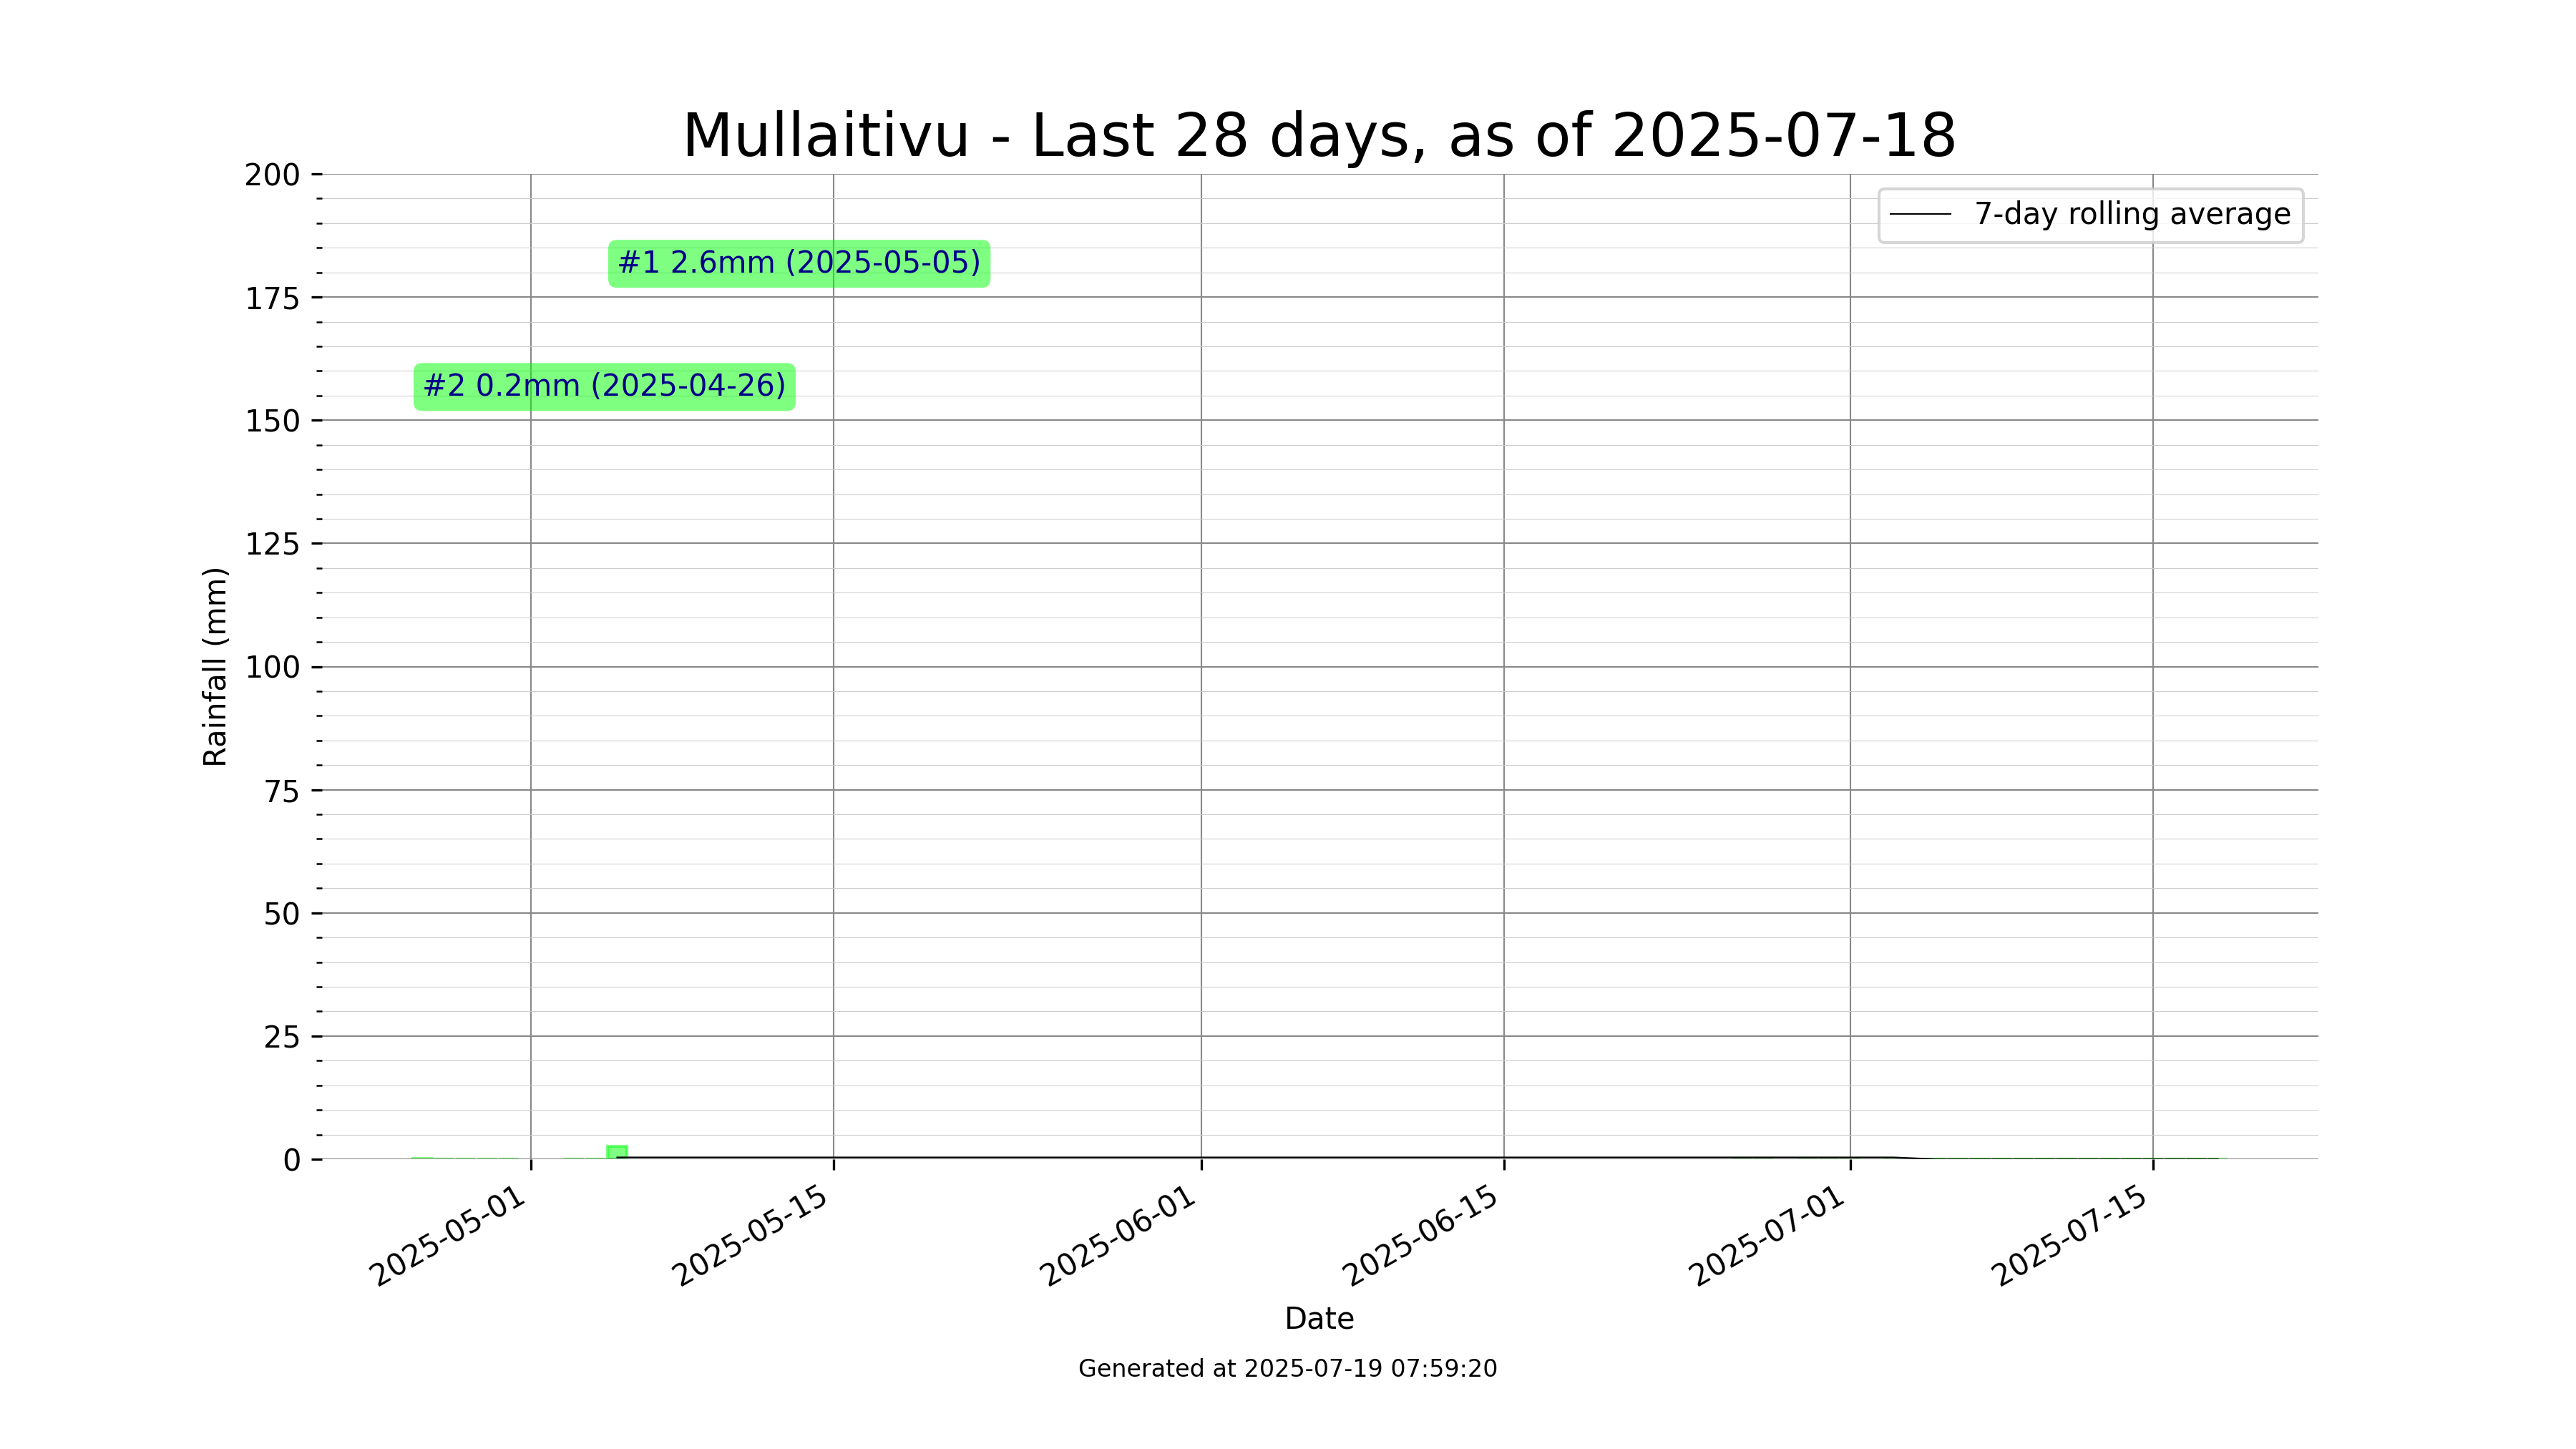 Mullaitivu - Last 28 days, as of 2025-07-18
7-day rolling average
#1 2.6mm (2025-05-05)
#2 0.2mm (2025-04-26)
Rainfall (mm)
200
175
150
125
100
75
50
25
0
2025-05-01
2025-05-15
2025-06-01
2025-06-15
2025-07-01
2025-07-15
Date
Generated at 2025-07-19 07:59:20